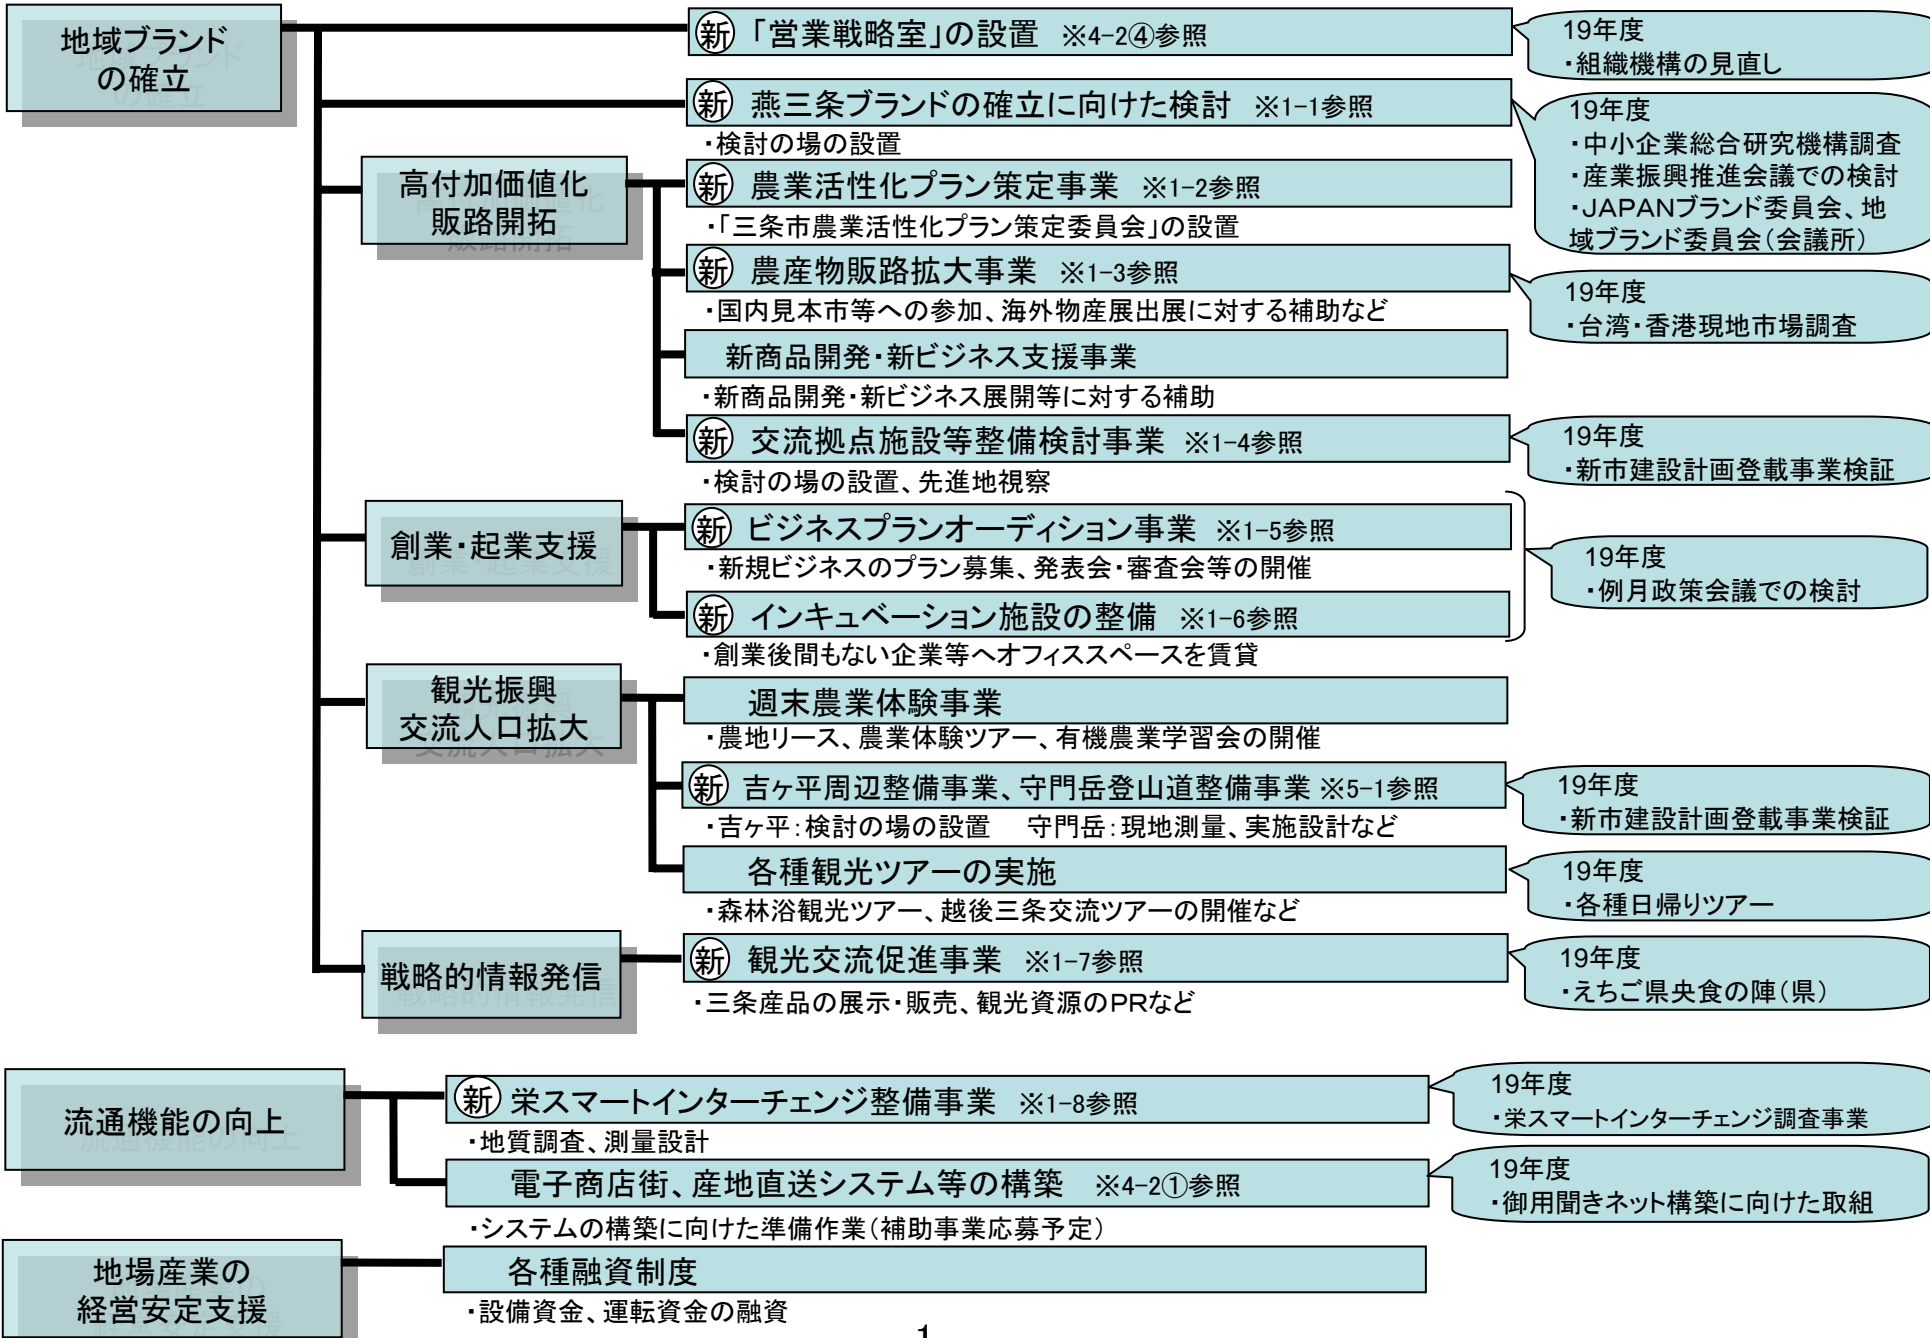 地域ブランド
の確立
新 「営業戦略室」の設置 ※4-2④参照
19年度
・組織機構の見直し
新 燕三条ブランドの確立に向けた検討 ※1-1参照
・検討の場の設置
19年度
・中小企業総合研究機構調査
・産業振興推進会議での検討
・JAPANブランド委員会、地
域ブランド委員会(会議所)
高付加価値化
販路開拓
新 農業活性化プラン策定事業 ※1-2参照
・「三条市農業活性化プラン策定委員会」の設置
新 農産物販路拡大事業 ※1-3参照
・国内見本市等への参加、海外物産展出展に対する補助など
19年度
・台湾・香港現地市場調査
新商品開発・新ビジネス支援事業
・新商品開発・新ビジネス展開等に対する補助
新 交流拠点施設等整備検討事業 ※1-4参照
・検討の場の設置、先進地視察
19年度
・新市建設計画登載事業検証
創業・起業支援
新 ビジネスプランオーディション事業 ※1-5参照
・新規ビジネスのプラン募集、発表会・審査会等の開催
新 インキュベーション施設の整備 ※1-6参照
・創業後間もない企業等へオフィススペースを賃貸
19年度
・例月政策会議での検討
観光振興
交流人口拡大
週末農業体験事業
・農地リース、農業体験ツアー、有機農業学習会の開催
新 吉ヶ平周辺整備事業、守門岳登山道整備事業 ※5-1参照
・吉ヶ平:検討の場の設置 守門岳:現地測量、実施設計など
19年度
・新市建設計画登載事業検証
各種観光ツアーの実施
・森林浴観光ツアー、越後三条交流ツアーの開催など
19年度
・各種日帰りツアー
戦略的情報発信
新 観光交流促進事業 ※1-7参照
・三条産品の展示・販売、観光資源のPRなど
19年度
・えちご県央食の陣(県)
流通機能の向上
新 栄スマートインターチェンジ整備事業 ※1-8参照
・地質調査、測量設計
19年度
・栄スマートインターチェンジ調査事業
電子商店街、産地直送システム等の構築 ※4-2①参照
・システムの構築に向けた準備作業(補助事業応募予定)
19年度
・御用聞きネット構築に向けた取組
地場産業の
経営安定支援
各種融資制度
・設備資金、運転資金の融資
1